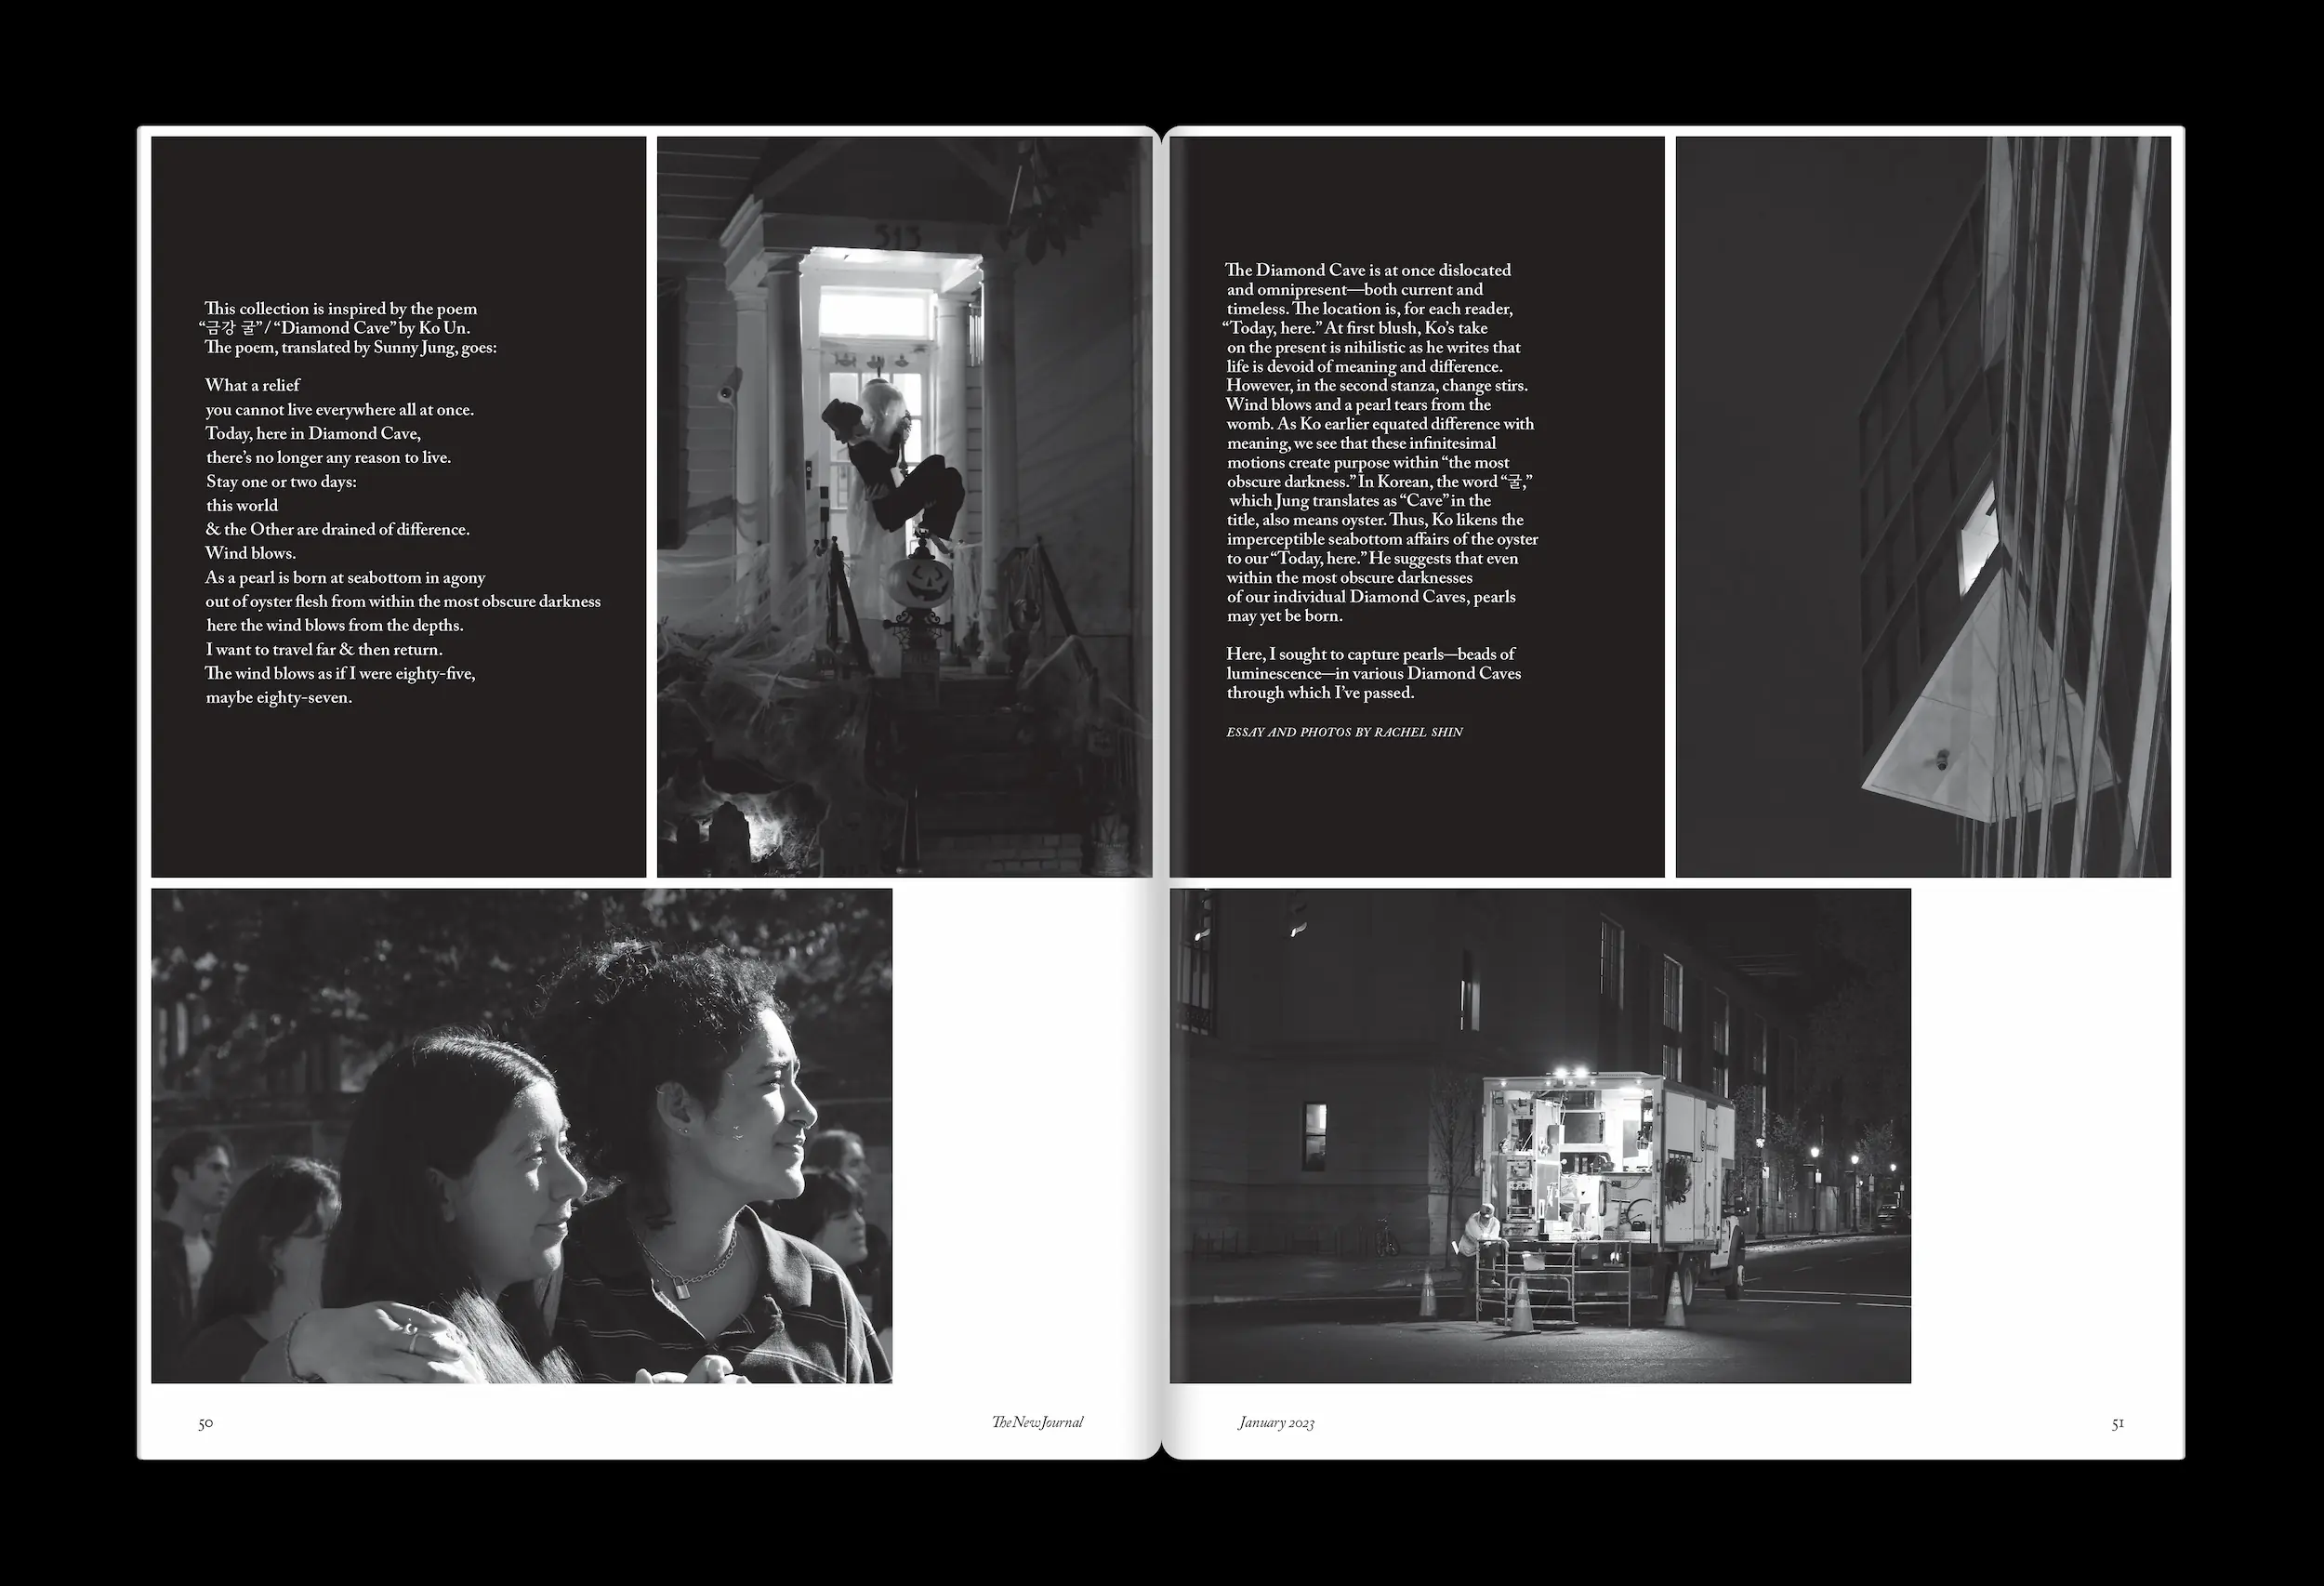 This collection is inspired by the poem
“금강 굴” / “Diamond Cave” by Ko Un.
The poem, translated by Sunny Jung, goes:
What a relief
you cannot live everywhere all at once.
Today, here in Diamond Cave,
there’s no longer any reason to live.
Stay one or two days:
this world
& the Other are drained of difference.
Wind blows.
As a pearl is born at seabottom in agony
out of oyster flesh from within the most obscure darkness
here the wind blows from the depths.
I want to travel far & then return.
The wind blows as if I were eighty-five,
maybe eighty-seven.
513
50
The New Journal
The Diamond Cave is at once dislocated
and omnipresent—both current and
timeless. The location is, for each reader,
“Today, here.” At first blush, Ko’s take
on the present is nihilistic as he writes that
life is devoid of meaning and difference.
However, in the second stanza, change stirs.
Wind blows and a pearl tears from the
womb. As Ko earlier equated difference with
meaning, we see that these infinitesimal
motions create purpose within “the most
obscure darkness.” In Korean, the word “굴,”
which Jung translates as “Cave” in the
title, also means oyster. Thus, Ko likens the
imperceptible seabottom affairs of the oyster
to our “Today, here.” He suggests that even
within the most obscure darknesses
of our individual Diamond Caves, pearls
may yet be born.
Here, I sought to capture pearls—beads of
luminescence—in various Diamond Caves
through which I’ve passed.
ESSAY AND PHOTOS BY RACHEL SHIN
January 2023
51